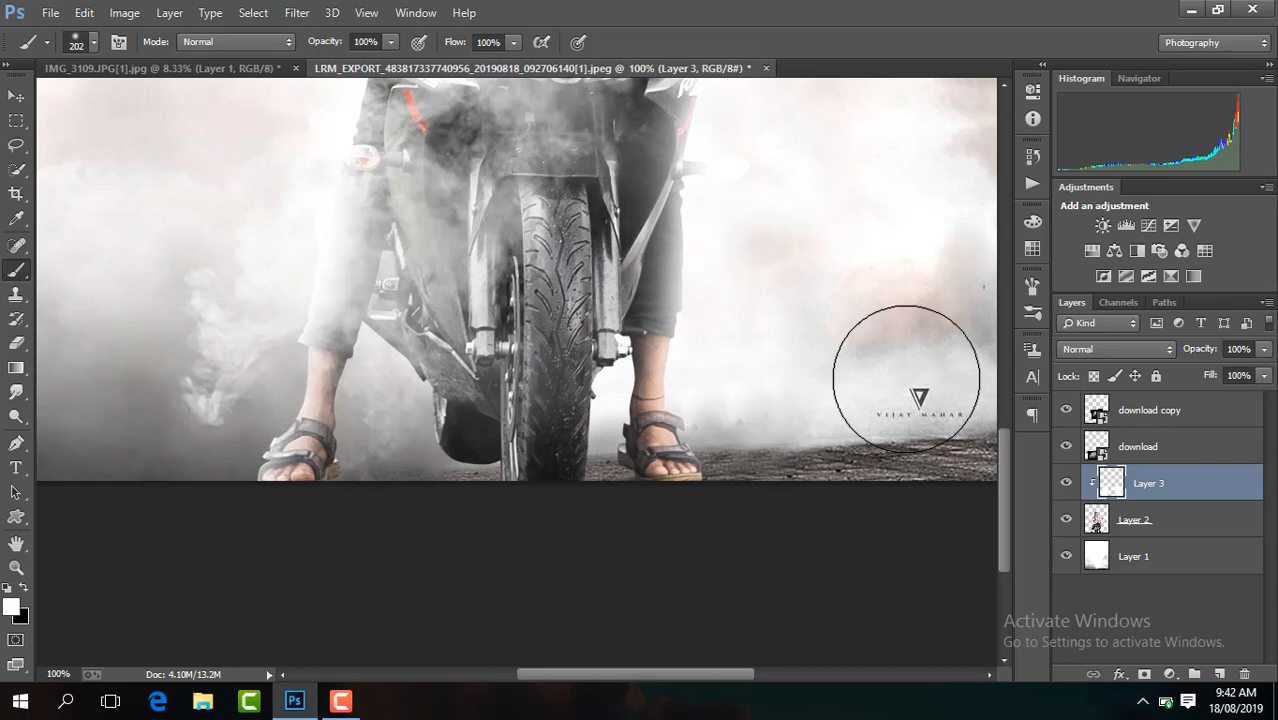 Ps File Edit Image Layer Type Select Filter 3D View Window Help
202 Mode: Normal Opacity: 100% Flow: 100% Photography
IMG_3109.JPG[1].jpg @ 8.33% (Layer 1, RGB/8) * × LRM_EXPORT_483817337740956_20190818_092706140[1].jpeg @ 100% (Layer 3, RGB/8#) * ×
Histogram Navigator
Adjustments
Add an adjustment
Layers Channels Paths
Kind
Normal Opacity: 100%
Lock: Fill: 100%
download copy
download
Layer 3
Layer 2
Layer 1
VIJAY MAHAR
Activate Windows
Go to Settings to activate Windows.
100% Doc: 4.10M/13.2M
Ps
9:42 AM
18/08/2019